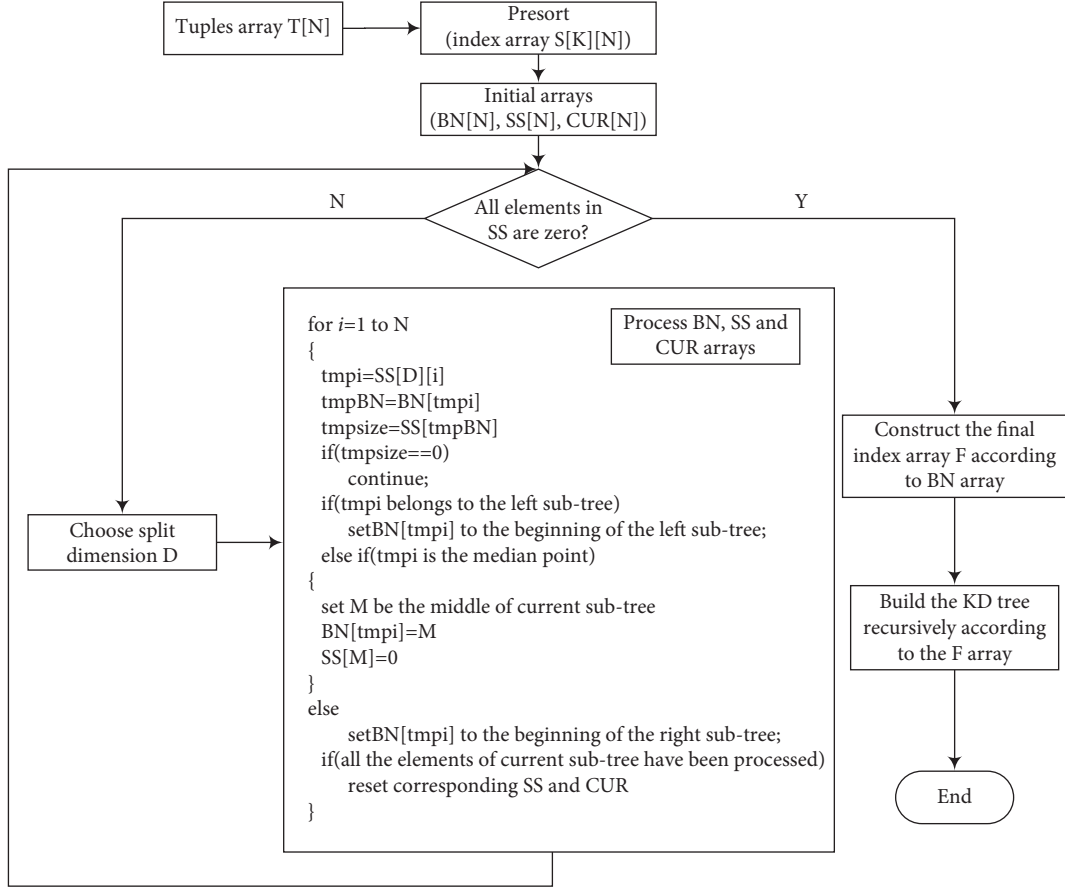 Tuples array T[N]
Presort
(index array S[K][N])
Initial arrays
(BN[N], SS[N], CUR[N])
All elements in
SS are zero?
N
Y
Choose split
dimension D
Process BN, SS and
CUR arrays
for i=1 to N
{
tmpi=SS[D][i]
tmpBN=BN[tmpi]
tmpsize=SS[tmpBN]
if(tmpsize==0)
continue;
if(tmpi belongs to the left sub-tree)
setBN[tmpi] to the beginning of the left sub-tree;
else if(tmpi is the median point)
{
set M be the middle of current sub-tree
BN[tmpi]=M
SS[M]=0
}
else
setBN[tmpi] to the beginning of the right sub-tree;
if(all the elements of current sub-tree have been processed)
reset corresponding SS and CUR
}
Construct the final
index array F according
to BN array
Build the KD tree
recursively according
to the F array
End